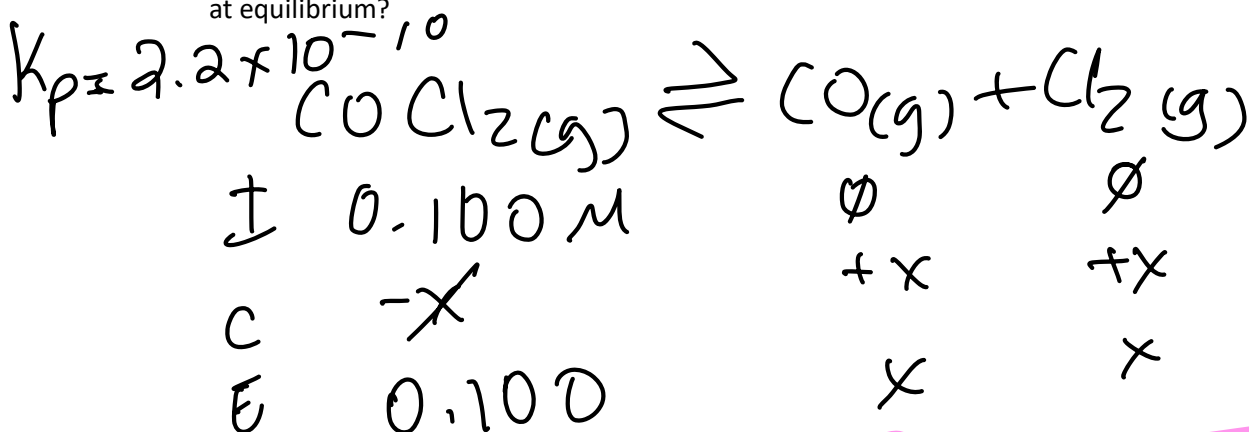 at equilibrium?
Kp = 2.2 x 10^-10
COCl2(g) ⇌ CO(g) + Cl2(g)
I 0.100 M ∅ ∅
C -x +x +x
E 0.100 x x